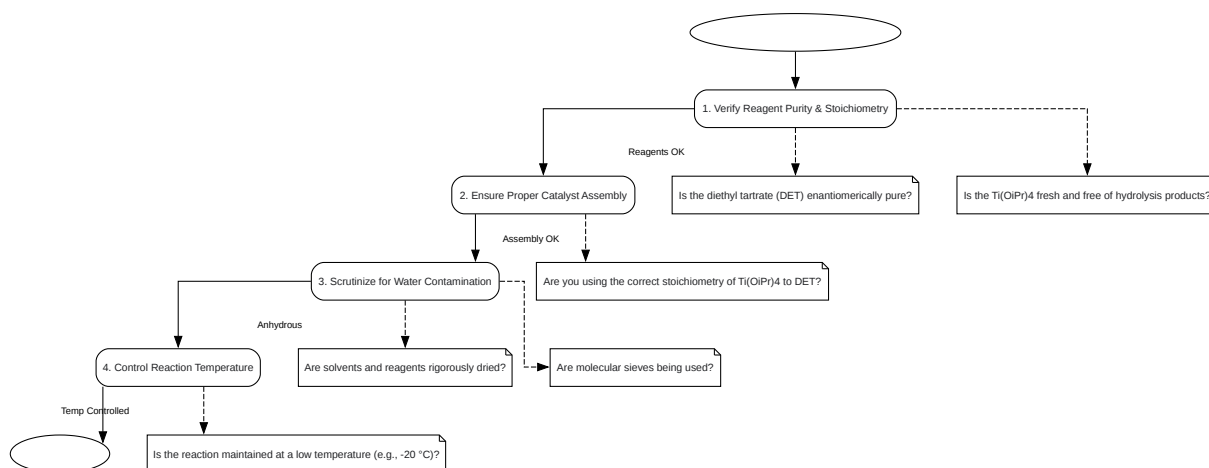 1. Verify Reagent Purity & Stoichiometry
Reagents OK
2. Ensure Proper Catalyst Assembly
Is the diethyl tartrate (DET) enantiomerically pure?
Is the Ti(OiPr)4 fresh and free of hydrolysis products?
Assembly OK
3. Scrutinize for Water Contamination
Are you using the correct stoichiometry of Ti(OiPr)4 to DET?
Anhydrous
4. Control Reaction Temperature
Are solvents and reagents rigorously dried?
Are molecular sieves being used?
Temp Controlled
Is the reaction maintained at a low temperature (e.g., -20 °C)?